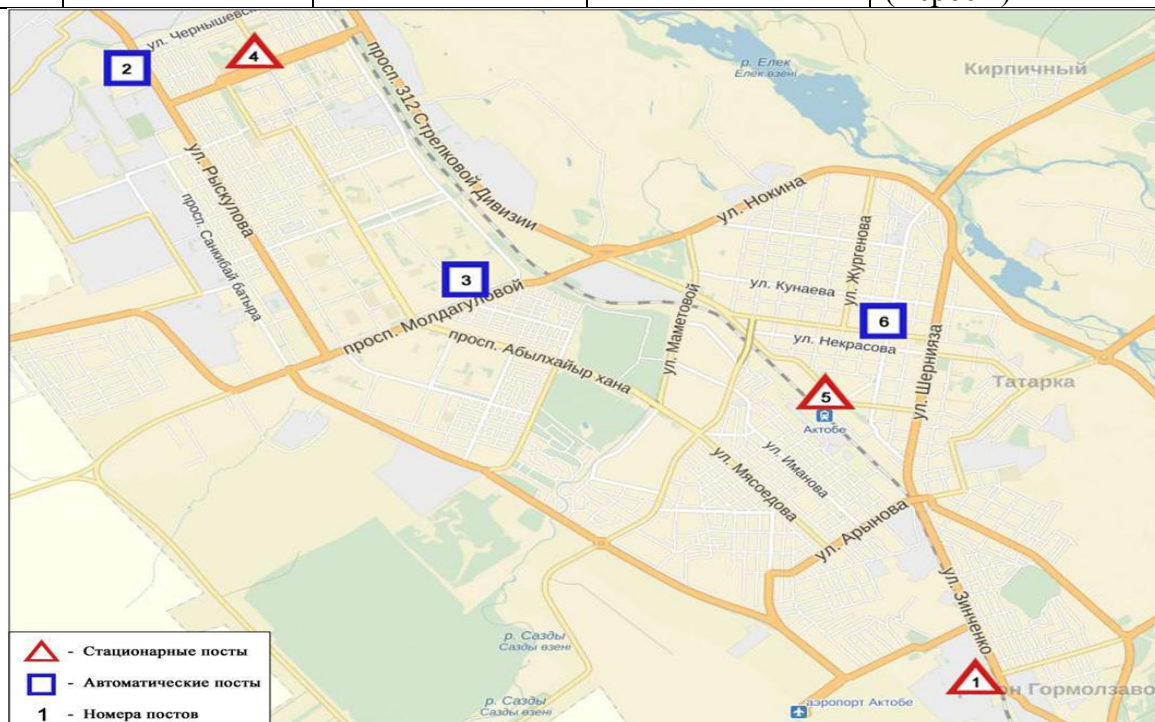 ул. Чернышевс
просп. 312 Стрелковой Дивизии
р. Елек
Елек өзені
Кирпичный
2
4
ул. Рыскулова
просп. Санкибай батыра
ул. Нокина
ул. Жургенова
3
просп. Молдагуловой
ул. Кунаева
6
ул. Маметовой
ул. Некрасова
просп. Абылхайыр хана
ул. Шернияза
Татарка
5
Актобе
ул. Иманова
ул. Мясоедова
ул. Арынова
ул. Зинченко
р. Сазды
Сазды өзені
1
он Гормолзаво
р. Сазды
Сазды өзені
аэропорт Актобе
- Стационарные посты
- Автоматические посты
1 - Номера постов